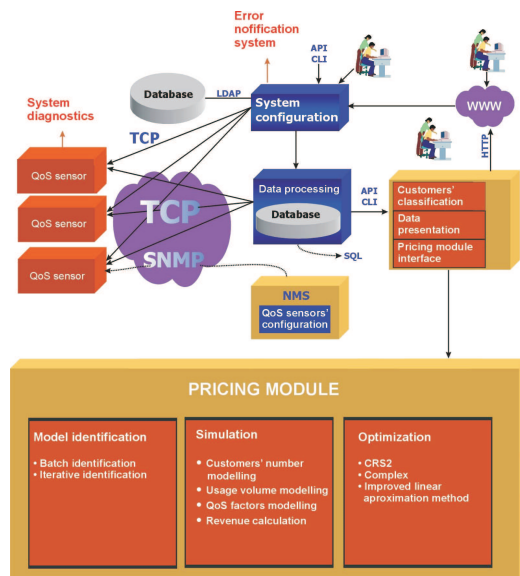 Error
nofification
system
API
CLI
Database
LDAP
System
configuration
WWW
System
diagnostics
TCP
HTTP
QoS sensor
QoS sensor
QoS sensor
TCP
SNMP
Data processing
Database
API
CLI
Customers'
classification
Data
presentation
Pricing module
interface
SQL
NMS
QoS sensors'
configuration
PRICING MODULE
Model identification
• Batch identification
• Iterative identification
Simulation
• Customers' number
modelling
• Usage volume modelling
• QoS factors modelling
• Revenue calculation
Optimization
• CRS2
• Complex
• Improved linear
aproximation method